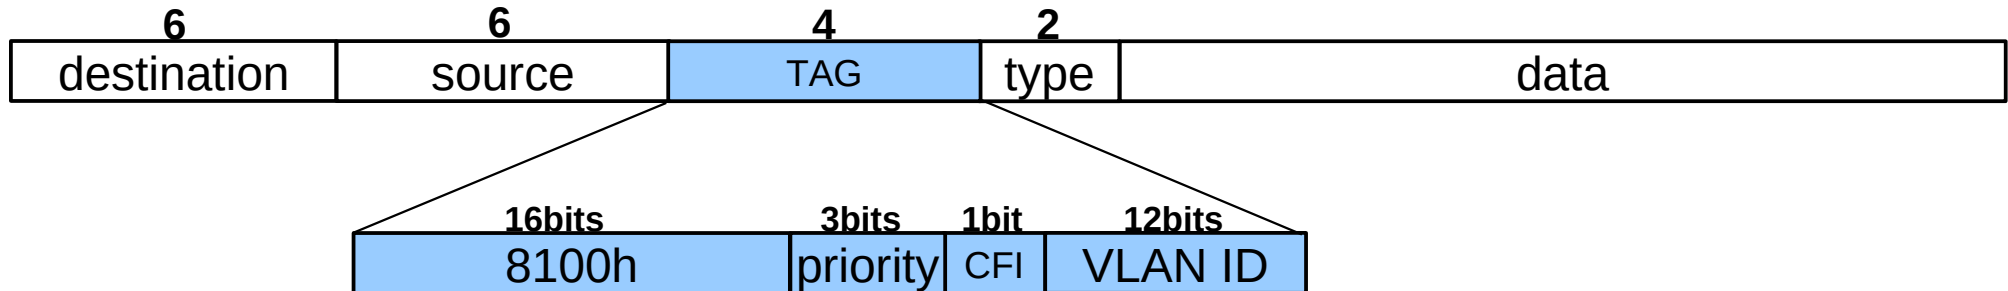 6 6 4 2
destination source TAG type data
16bits 3bits 1bit 12bits
8100h priority CFI VLAN ID